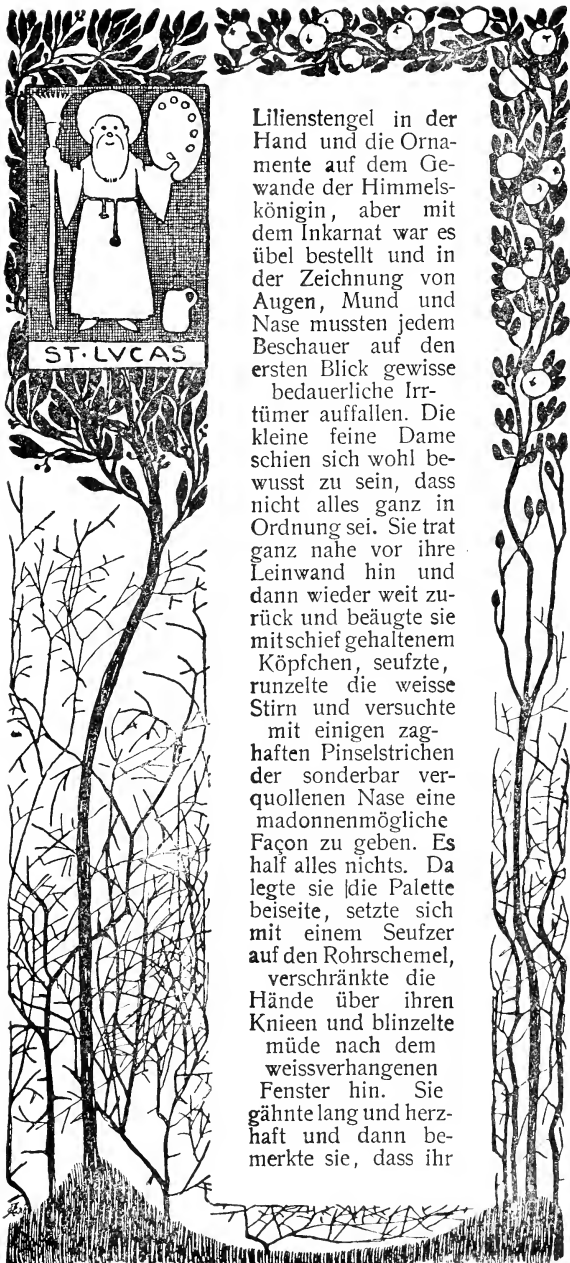 ST·LVCAS
Lilienstengel in der
Hand und die Orna-
mente auf dem Ge-
wande der Himmels-
königin, aber mit
dem Inkarnat war es
übel bestellt und in
der Zeichnung von
Augen, Mund und
Nase mussten jedem
Beschauer auf den
ersten Blick gewisse
bedauerliche Irr-
tümer auffallen. Die
kleine feine Dame
schien sich wohl be-
wusst zu sein, dass
nicht alles ganz in
Ordnung sei. Sie trat
ganz nahe vor ihre
Leinwand hin und
dann wieder weit zu-
rück und beäugte sie
mit schief gehaltenem
Köpfchen, seufzte,
runzelte die weisse
Stirn und versuchte
mit einigen zag-
haften Pinselstrichen
der sonderbar ver-
quollenen Nase eine
madonnenmögliche
Façon zu geben. Es
half alles nichts. Da
legte sie die Palette
beiseite, setzte sich
mit einem Seufzer
auf den Rohrschemel,
verschränkte die
Hände über ihren
Knieen und blinzelte
müde nach dem
weissverhangenen
Fenster hin. Sie
gähnte lang und herz-
haft und dann be-
merkte sie, dass ihr